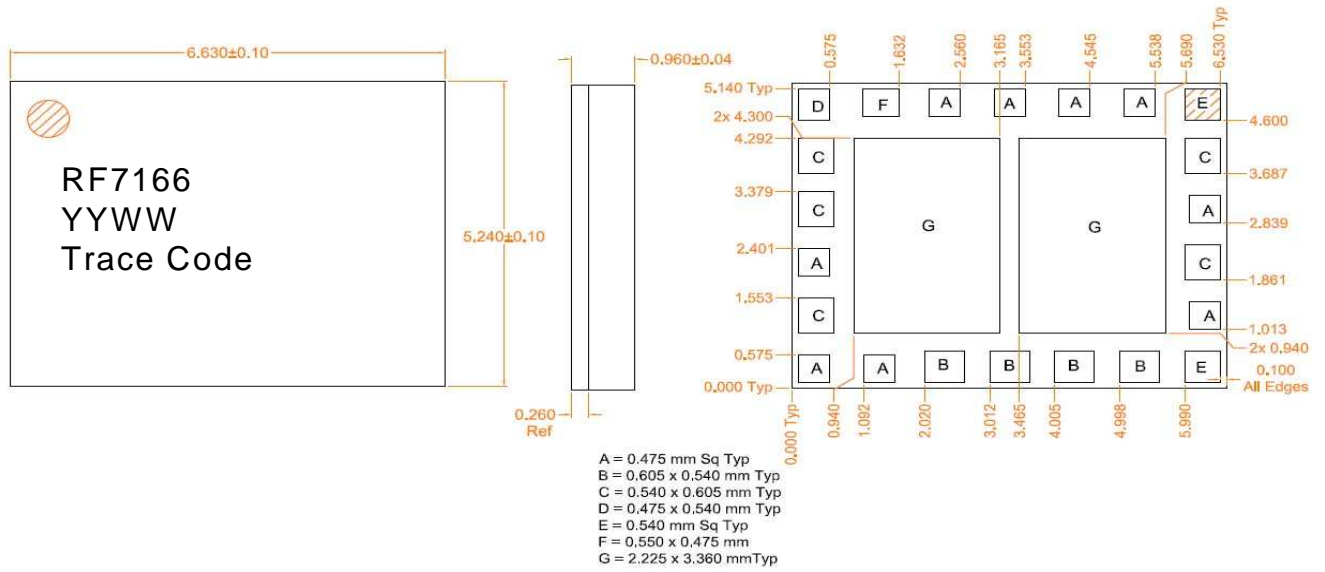 6.630±0.10
0.960±0.04
RF7166
YYWW
Trace Code
5.240±0.10
0.260
Ref
0.575
1.632
2.560
3.165
3.553
4.545
5.538
5.690
6.530 Typ
5.140 Typ
2x 4.300
4.292
3.379
2.401
1.553
0.575
0.000 Typ
D
F
A
A
A
A
E
C
C
A
C
A
G
G
C
A
C
A
A
B
B
B
B
E
4.600
3.687
2.839
1.861
1.013
2x 0.940
0.100
All Edges
0.000 Typ
0.940
1.092
2.020
3.012
3.465
4.005
4.998
5.990
A = 0.475 mm Sq Typ
B = 0.605 x 0.540 mm Typ
C = 0.540 x 0.605 mm Typ
D = 0.475 x 0.540 mm Typ
E = 0.540 mm Sq Typ
F = 0.550 x 0.475 mm
G = 2.225 x 3.360 mmTyp